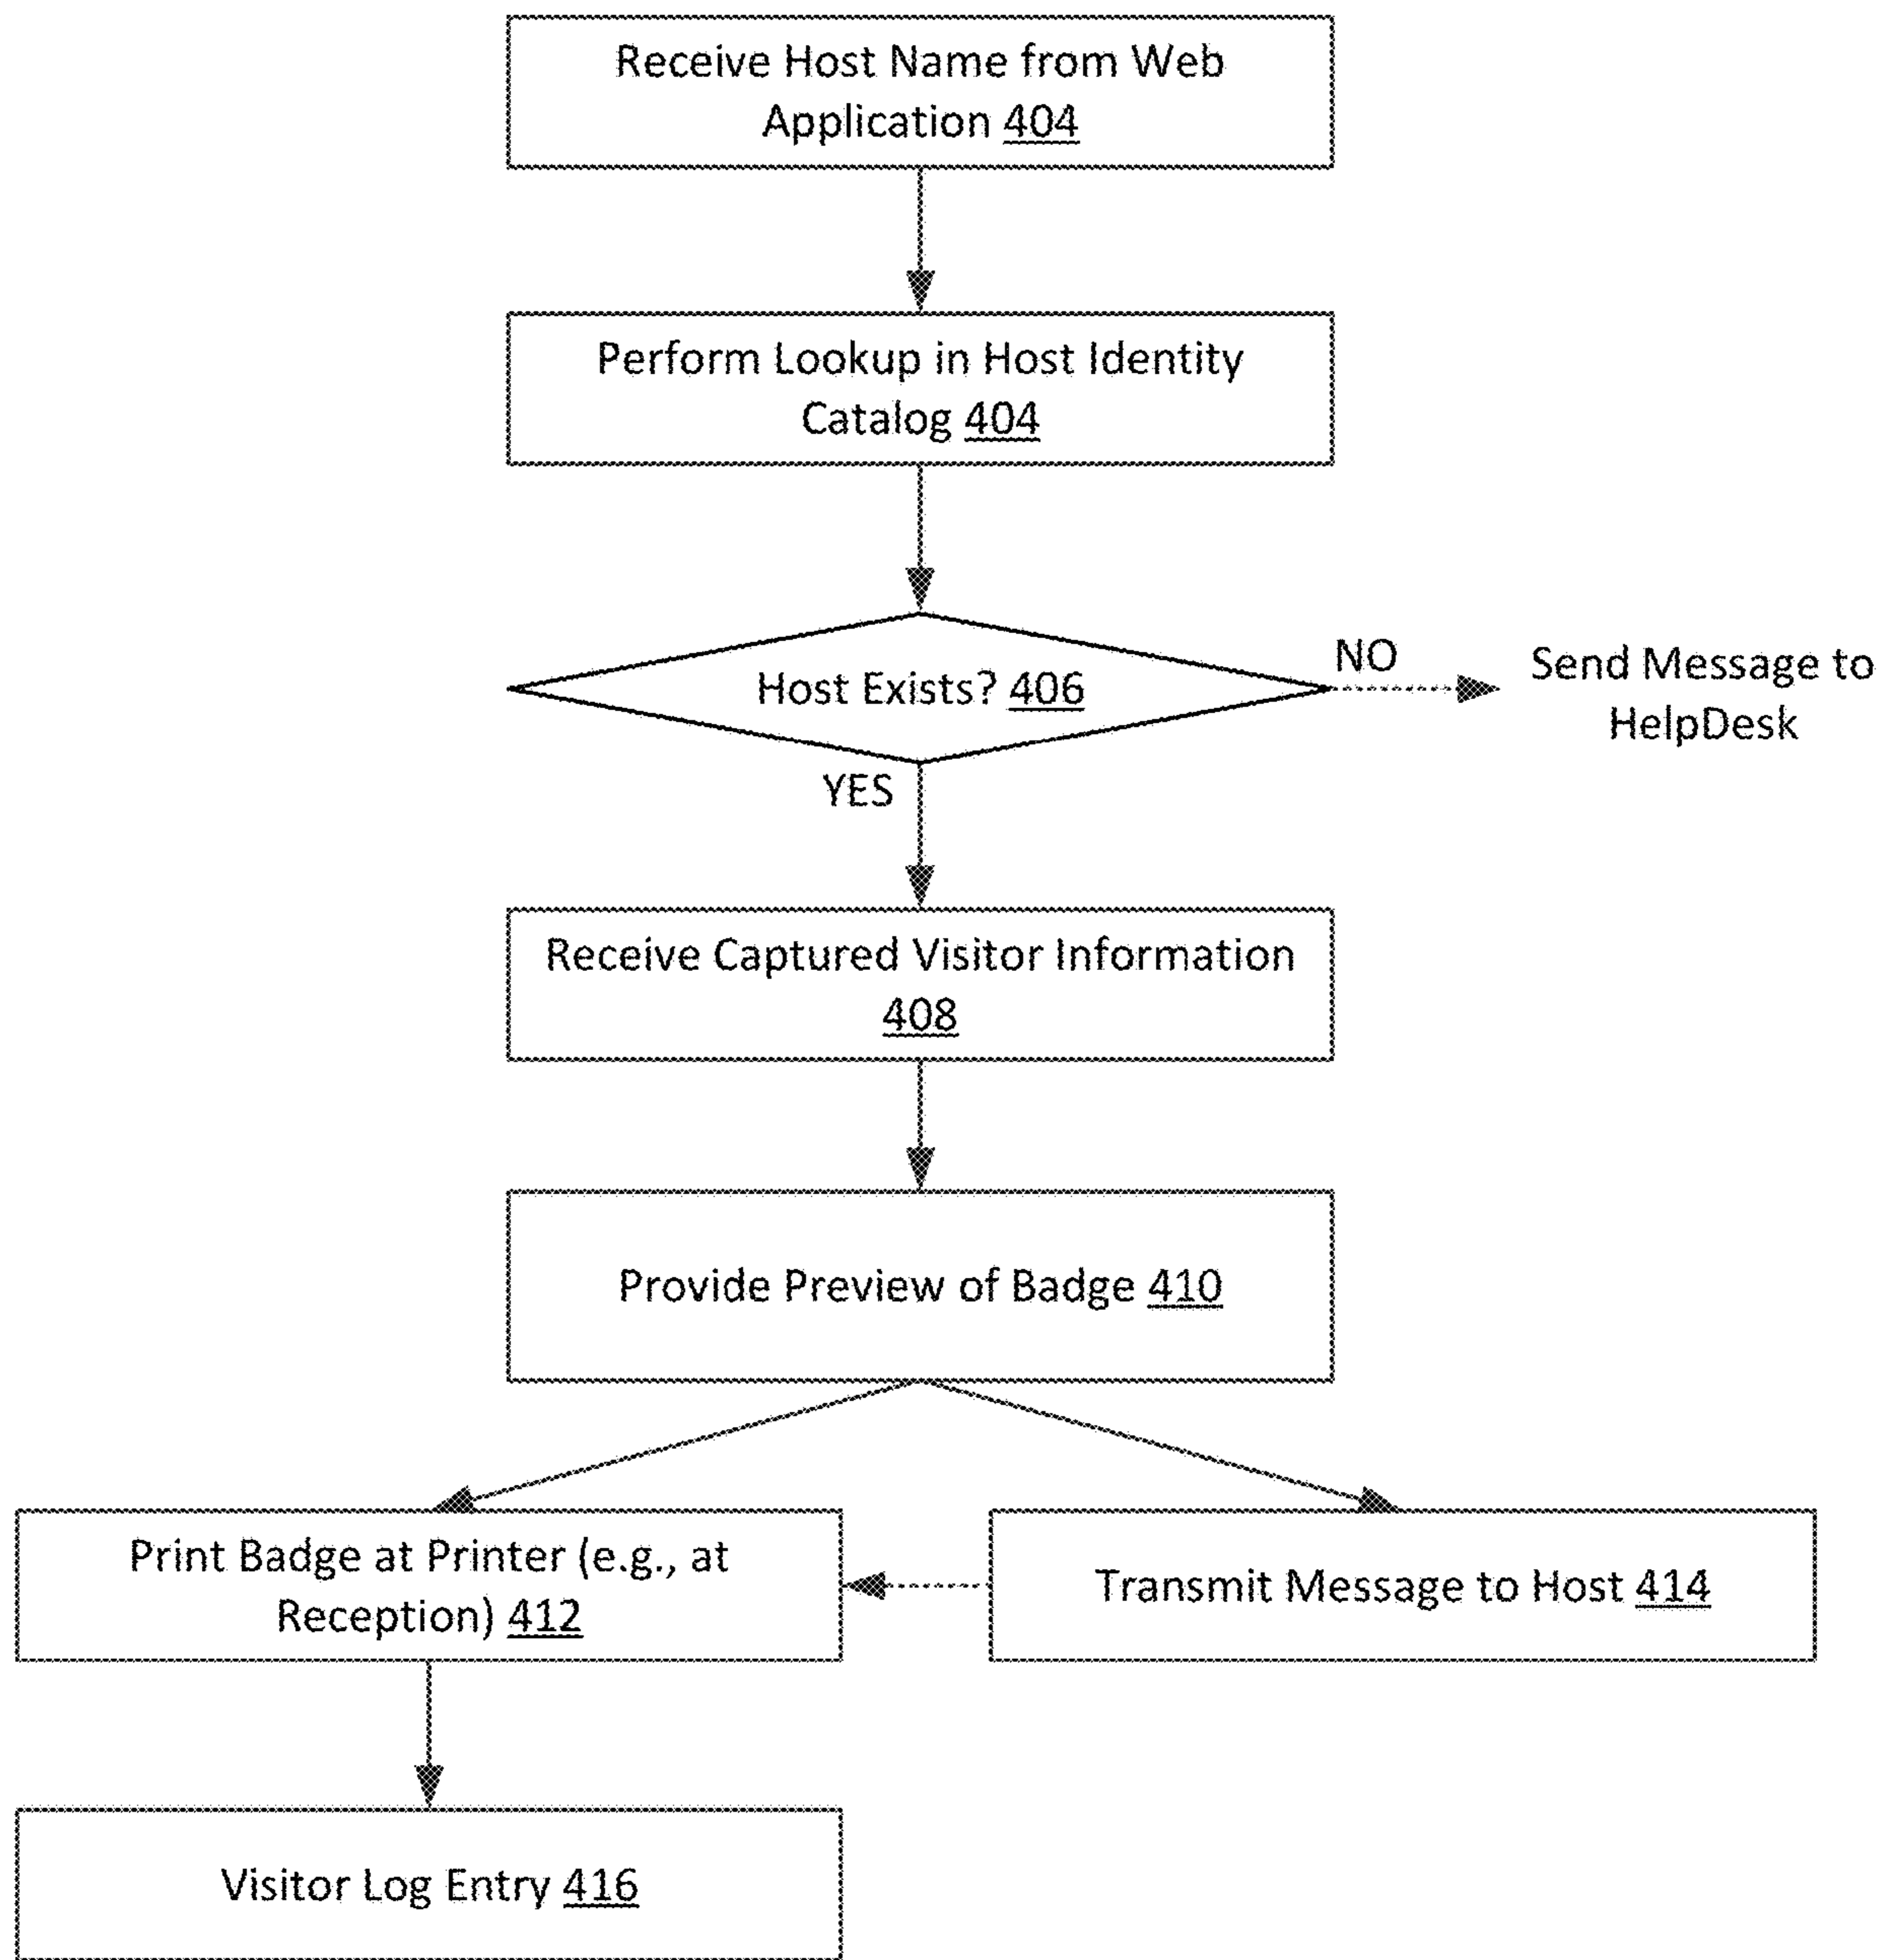 Receive Host Name from Web
Application 404
Perform Lookup in Host Identity
Catalog 404
Host Exists? 406
NO
Send Message to
HelpDesk
YES
Receive Captured Visitor Information
408
Provide Preview of Badge 410
Print Badge at Printer (e.g., at
Reception) 412
Transmit Message to Host 414
Visitor Log Entry 416